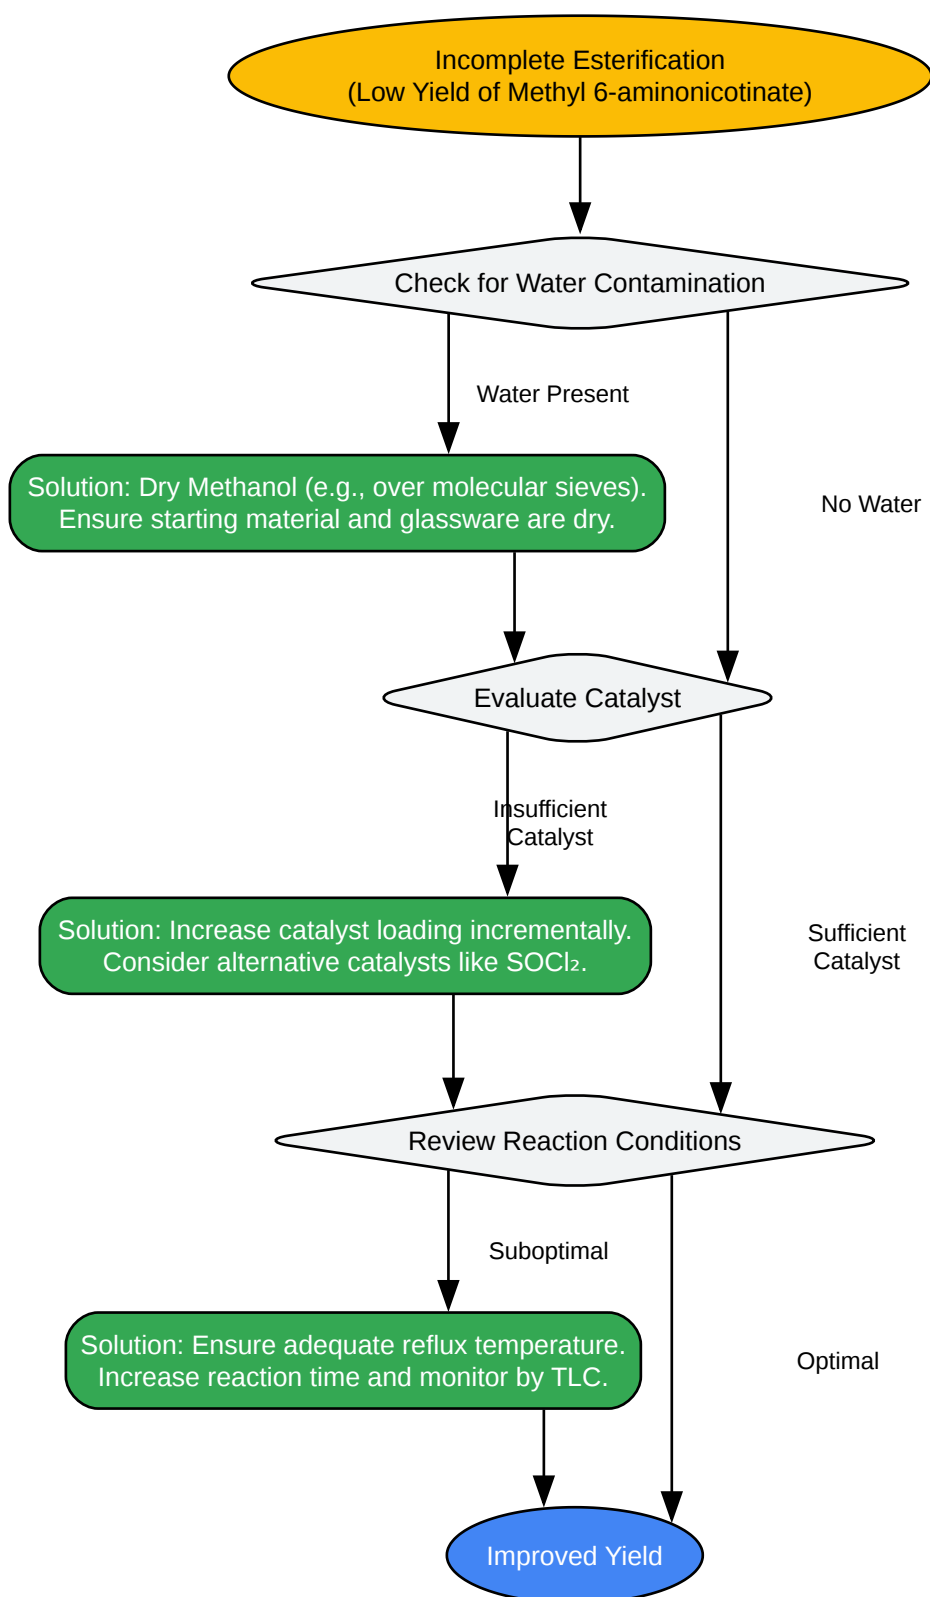 Incomplete Esterification
(Low Yield of Methyl 6-aminonicotinate)
Check for Water Contamination
Water Present
Solution: Dry Methanol (e.g., over molecular sieves).
Ensure starting material and glassware are dry.
No Water
Evaluate Catalyst
Insufficient
Catalyst
Solution: Increase catalyst loading incrementally.
Consider alternative catalysts like SOCl₂.
Sufficient
Catalyst
Review Reaction Conditions
Suboptimal
Solution: Ensure adequate reflux temperature.
Increase reaction time and monitor by TLC.
Optimal
Improved Yield